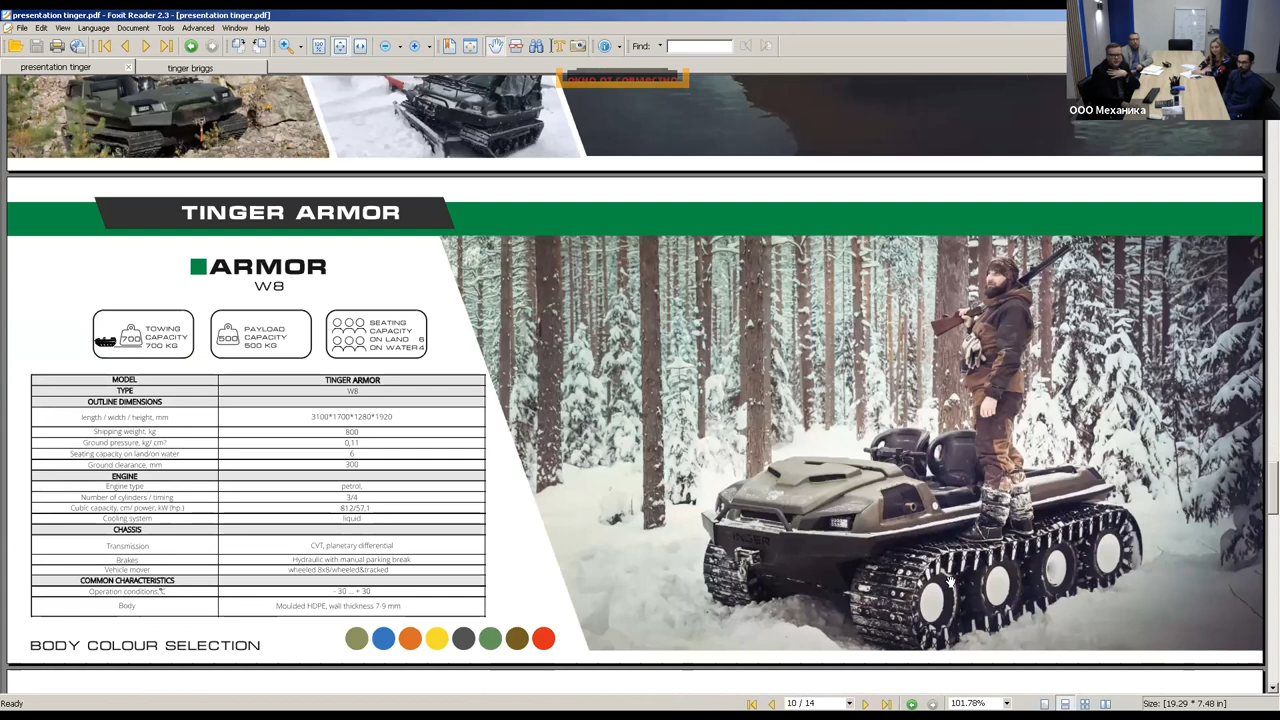 presentation tinger.pdf - Foxit Reader 2.3 - [presentation tinger.pdf]
File Edit View Language Document Tools Advanced Window Help
Find:
presentation tinger
tinger briggs
ООО Механика
TINGER ARMOR
ARMOR
W8
700
TOWING
CAPACITY
700 KG
500
PAYLOAD
CAPACITY
500 KG
SEATING
CAPACITY
ON LAND 6
ON WATER 4
MODEL TINGER ARMOR
TYPE W8
OUTLINE DIMENSIONS
length / width / height, mm 3100*1700*1280*1920
Shipping weight, kg 800
Ground pressure, kg/ cm² 0,11
Seating capacity on land/on water 6
Ground clearance, mm 300
ENGINE
Engine type petrol,
Number of cylinders / timing 3/4
Cubic capacity, cm/ power, kW (hp.) 812/57,1
Cooling system liquid
CHASSIS
Transmission CVT, planetary differential
Brakes Hydraulic with manual parking break
Vehicle mover wheeled 8x8/wheeled&tracked
COMMON CHARACTERISTICS
Operation conditions,℃ - 30 ... + 30
Body Moulded HDPE, wall thickness 7-9 mm
BODY COLOUR SELECTION
Ready
10 / 14
101.78%
Size: [19.29 * 7.48 in]